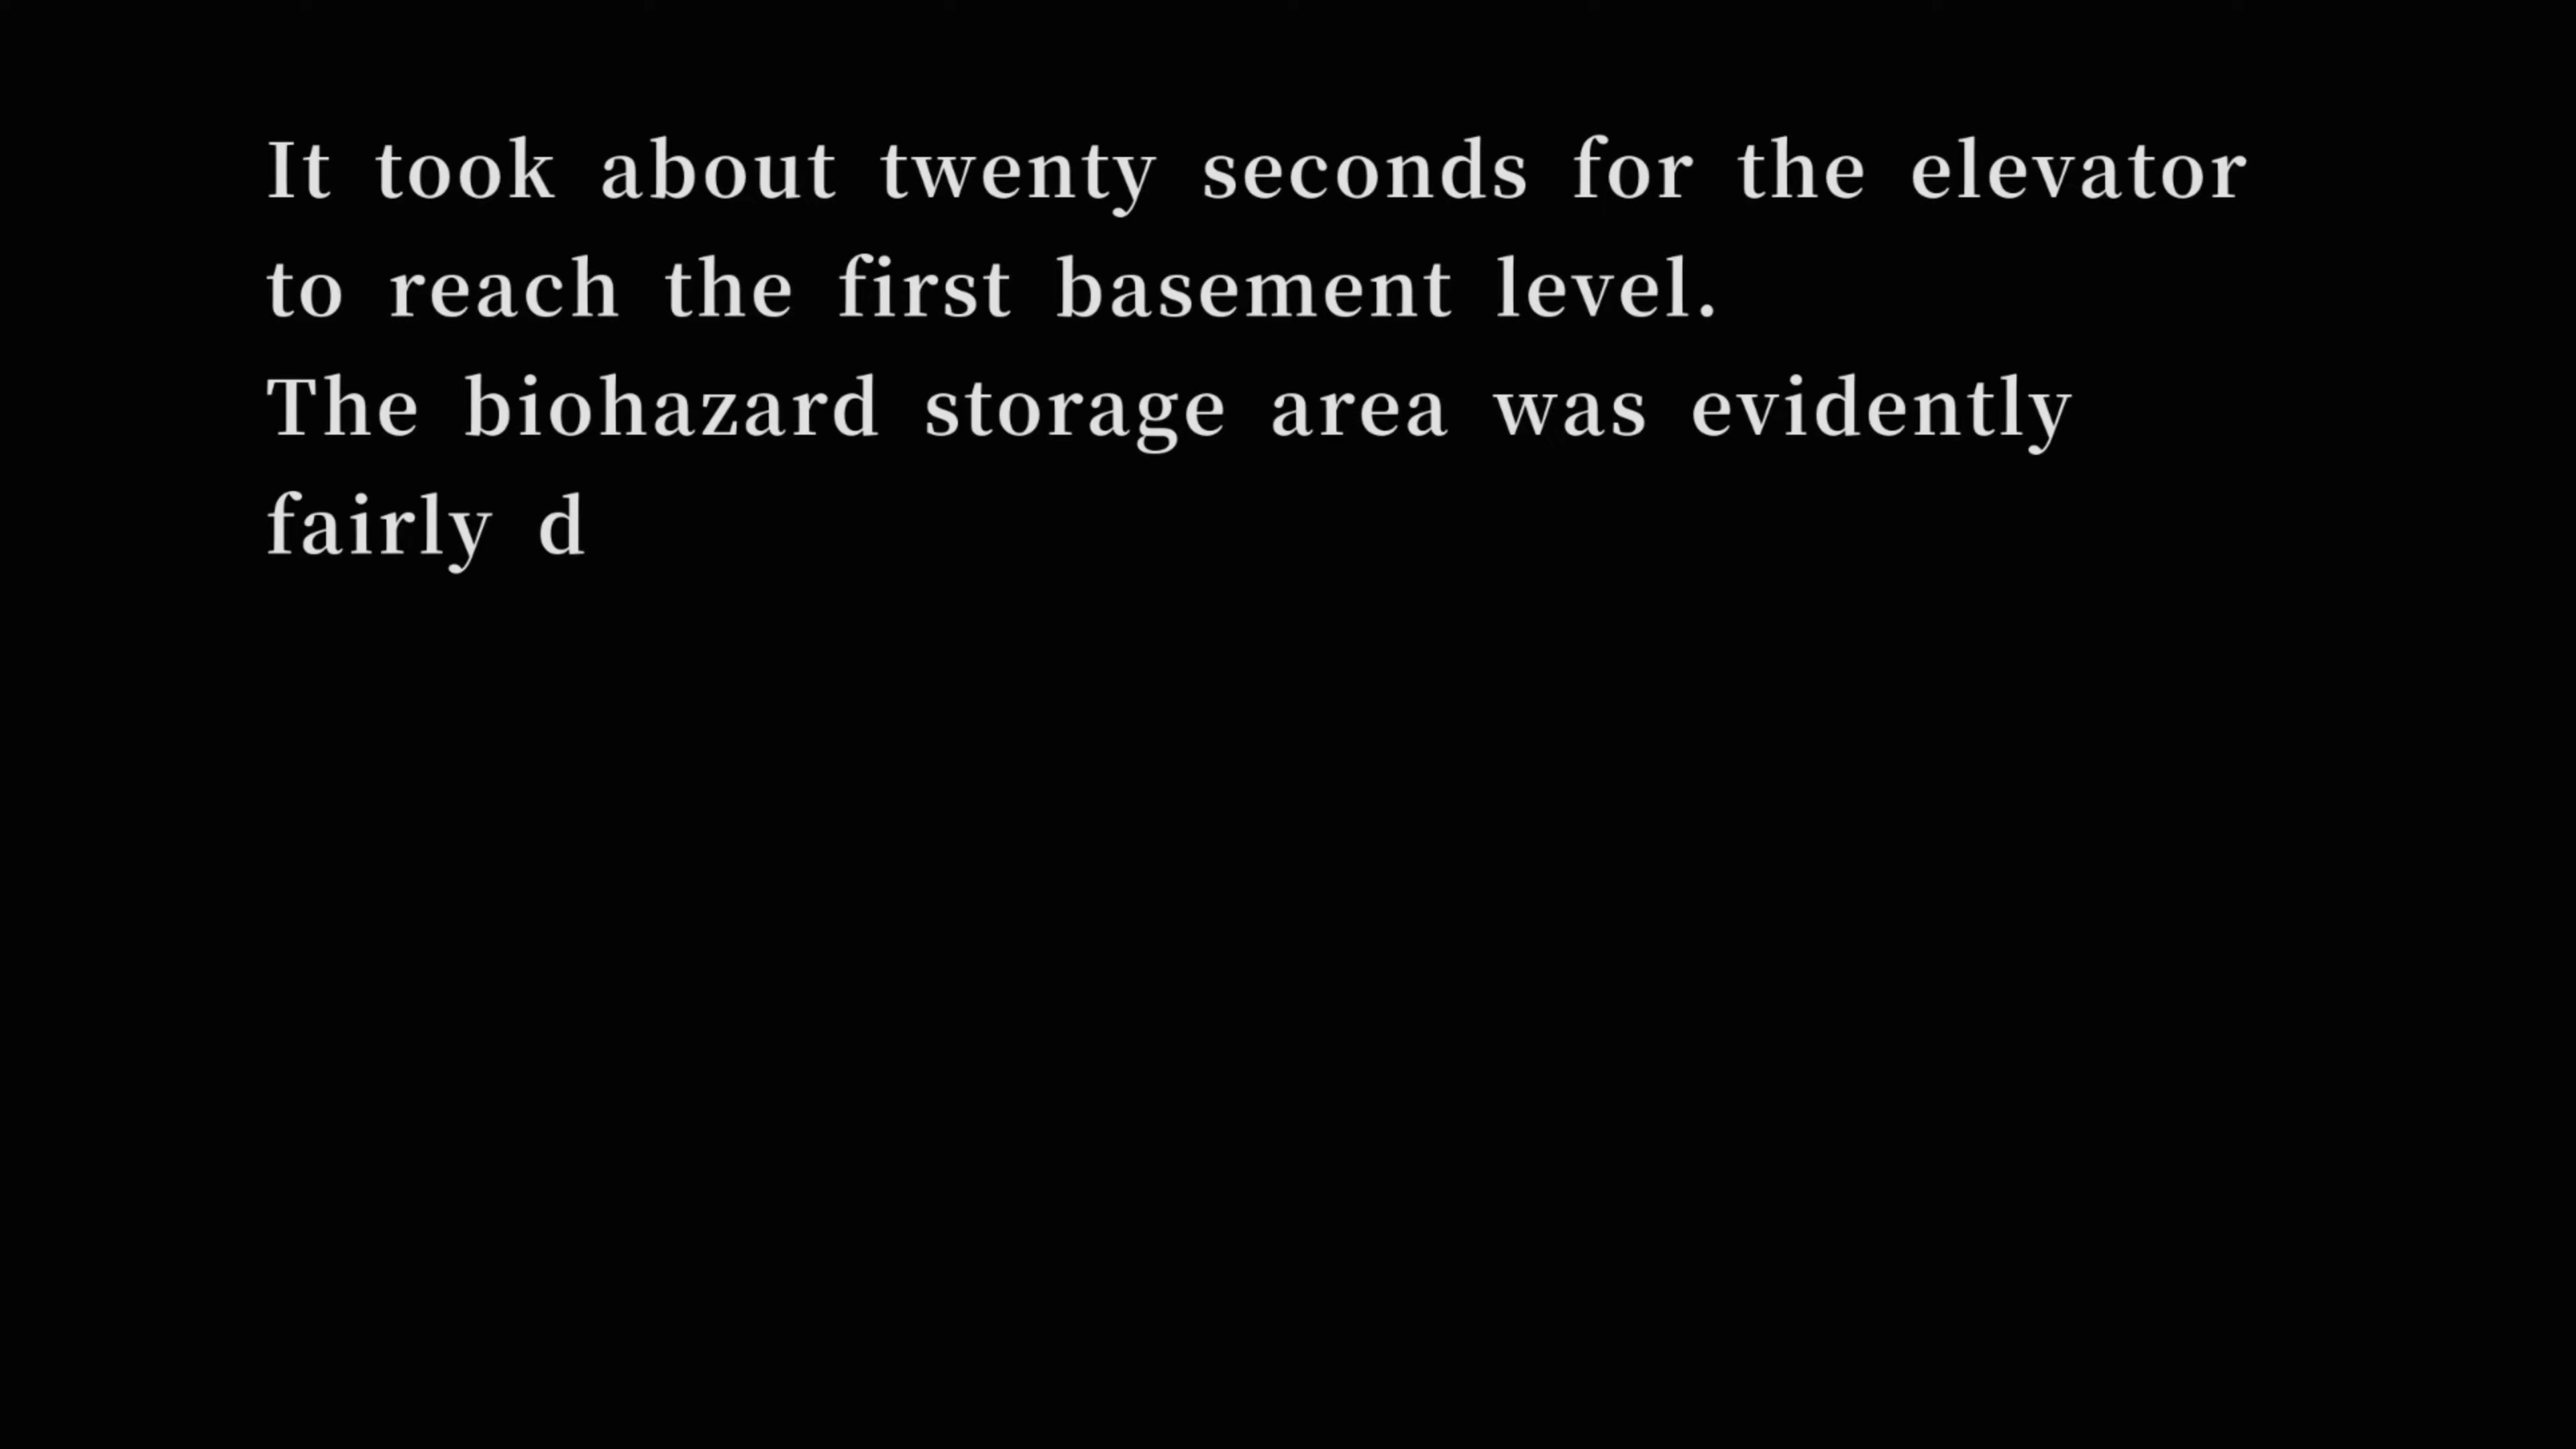 It took about twenty seconds for the elevator
to reach the first basement level.
The biohazard storage area was evidently
fairly d